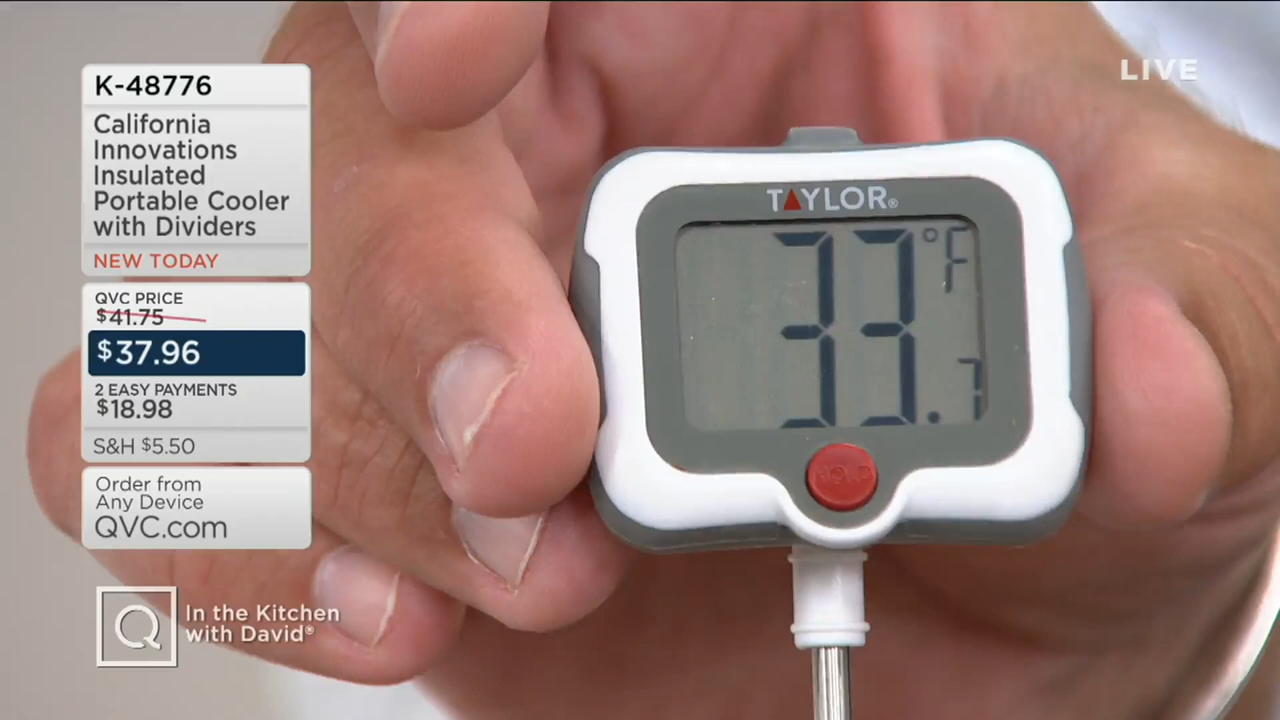 K-48776
California
Innovations
Insulated
Portable Cooler
with Dividers
NEW TODAY
QVC PRICE
$41.75
$37.96
2 EASY PAYMENTS
$18.98
S&H $5.50
Order from
Any Device
QVC.com
Q
In the Kitchen
with David®
LIVE
TAYLOR®
33.7°F
HOLD